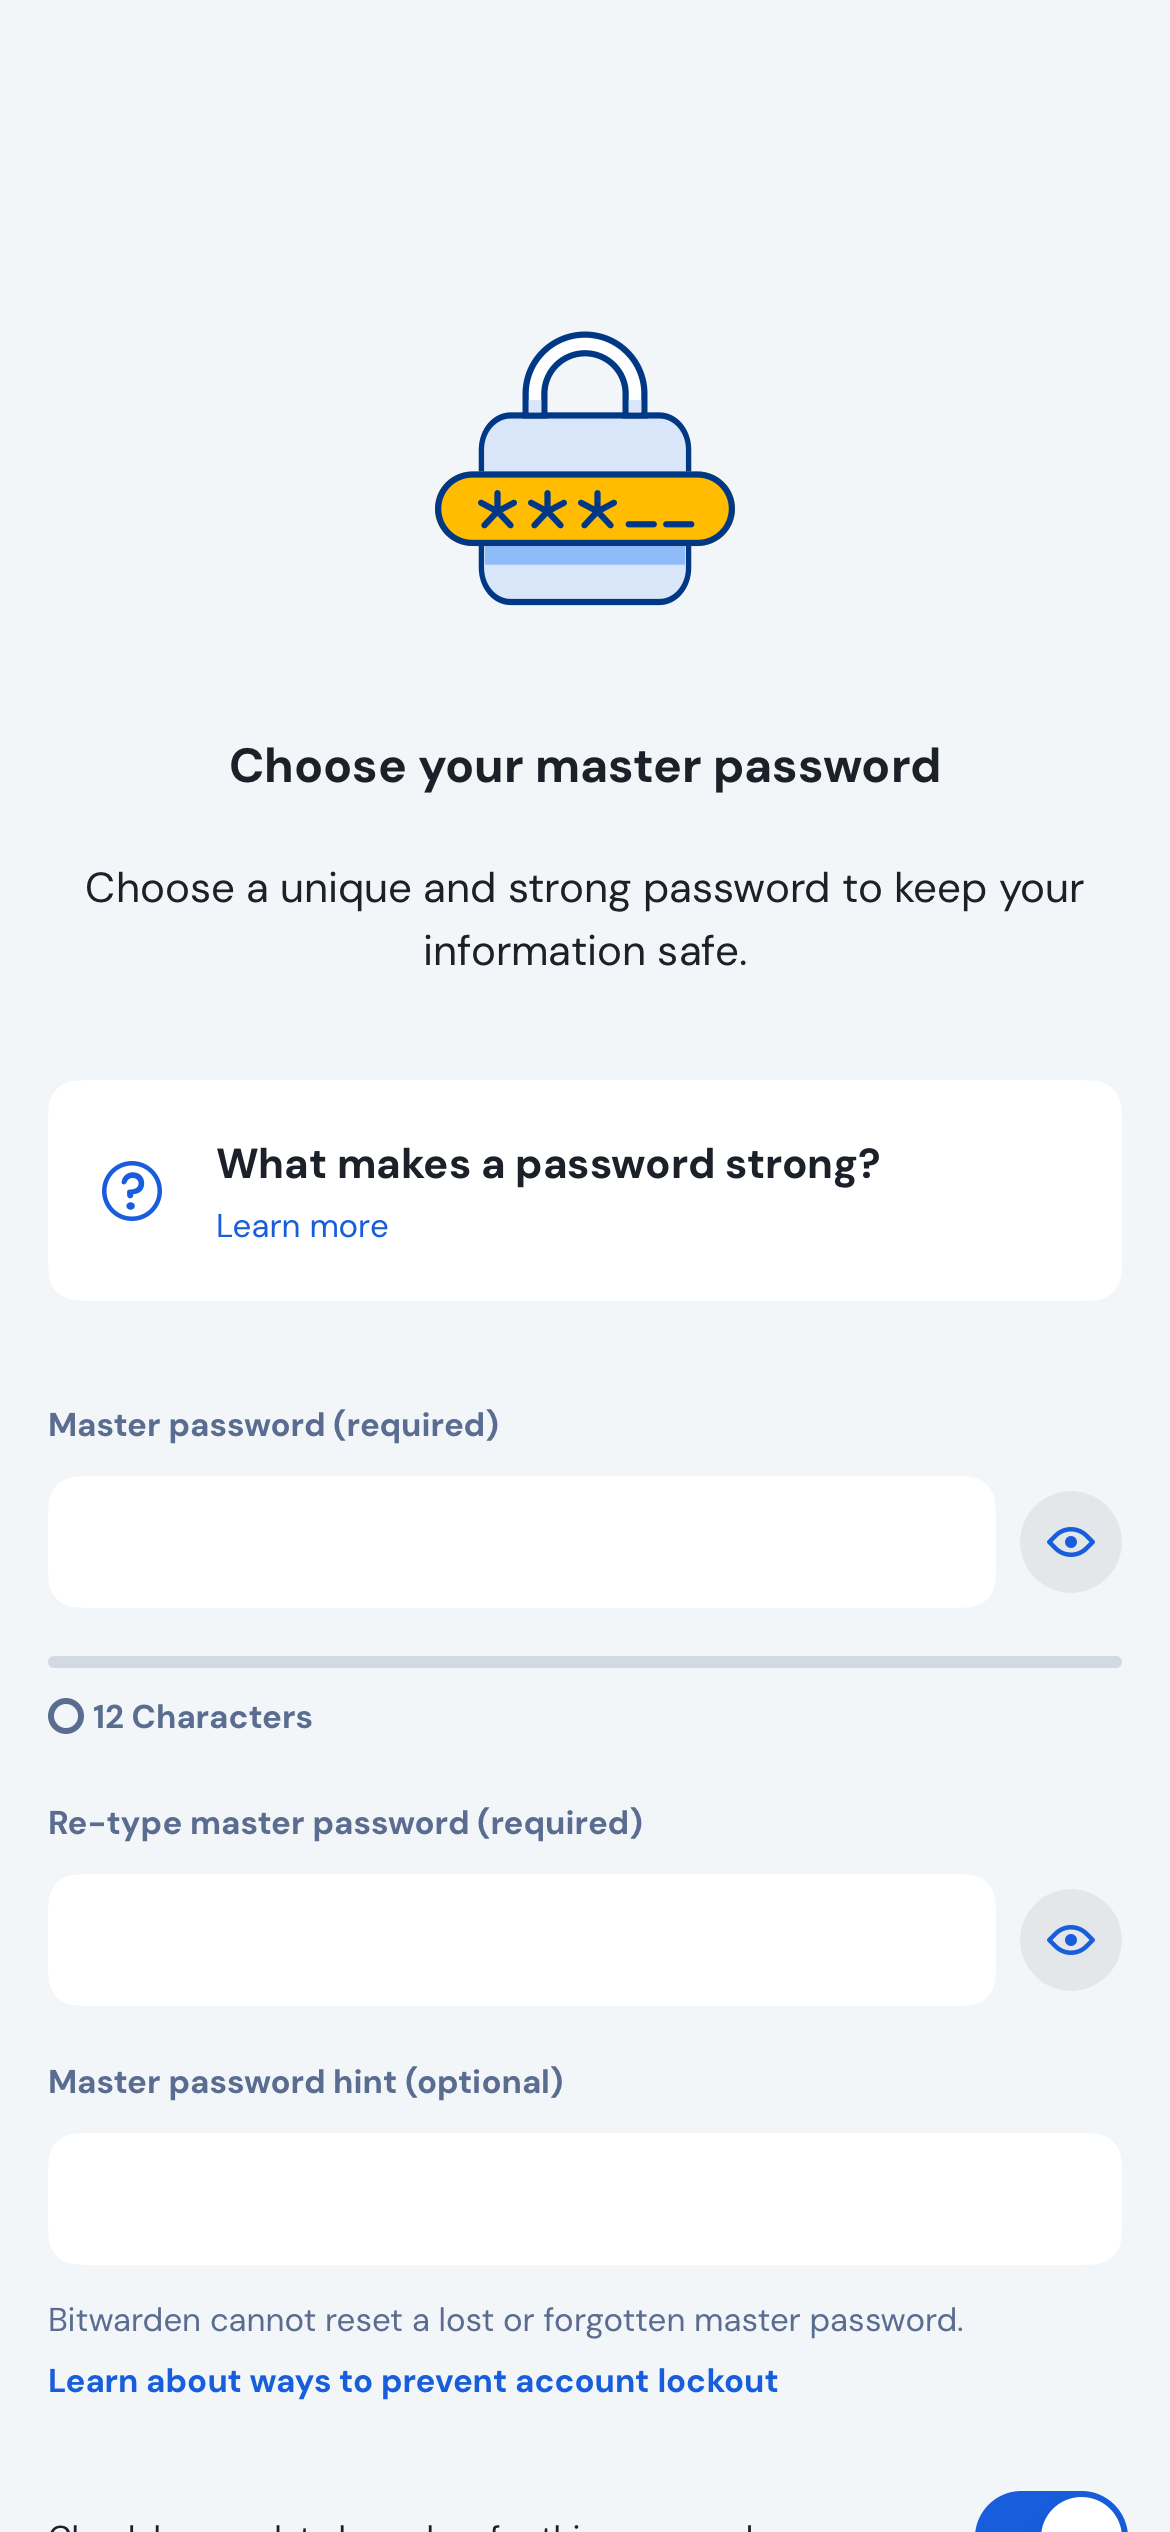 ***__
Choose your master password
Choose a unique and strong password to keep your
information safe.
What makes a password strong?
Learn more
Master password (required)
12 Characters
Re-type master password (required)
Master password hint (optional)
Bitwarden cannot reset a lost or forgotten master password.
Learn about ways to prevent account lockout